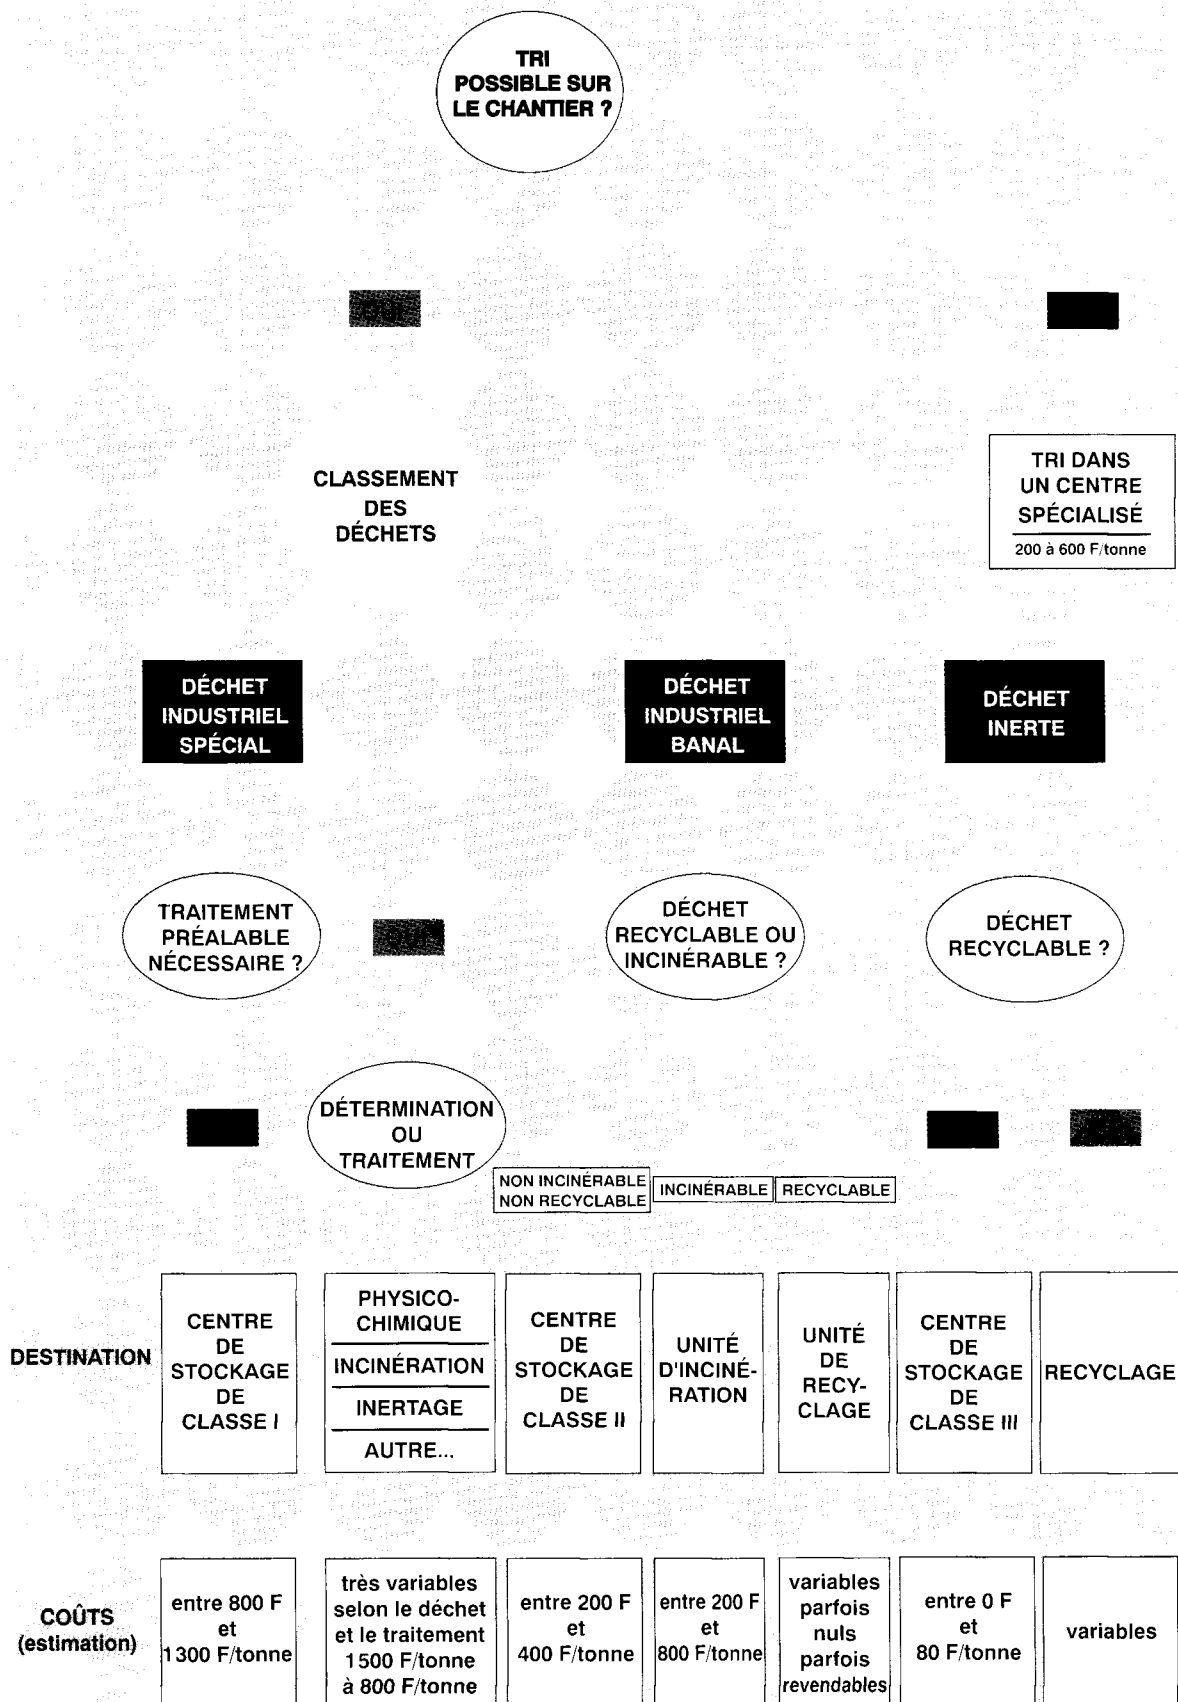 TRI
POSSIBLE SUR
LE CHANTIER ?
OUI
CLASSEMENT
DES
DÉCHETS
TRI DANS
UN CENTRE
SPÉCIALISÉ
200 à 600 F/tonne
DÉCHET
INDUSTRIEL
SPÉCIAL
DÉCHET
INDUSTRIEL
BANAL
DÉCHET
INERTE
TRAITEMENT
PRÉALABLE
NÉCESSAIRE ?
DÉCHET
RECYCLABLE OU
INCINÉRABLE ?
DÉCHET
RECYCLABLE ?
DÉTERMINATION
OU
TRAITEMENT
NON INCINÉRABLE
NON RECYCLABLE
INCINÉRABLE
RECYCLABLE
DESTINATION
CENTRE
DE
STOCKAGE
DE
CLASSE I
PHYSICO-
CHIMIQUE
INCINÉRATION
INERTAGE
AUTRE...
CENTRE
DE
STOCKAGE
DE
CLASSE II
UNITÉ
D'INCINÉ-
RATION
UNITÉ
DE
RECY-
CLAGE
CENTRE
DE
STOCKAGE
DE
CLASSE III
RECYCLAGE
COÛTS
(estimation)
entre 800 F
et
1300 F/tonne
très variables
selon le déchet
et le traitement
1500 F/tonne
à 800 F/tonne
entre 200 F
et
400 F/tonne
entre 200 F
et
800 F/tonne
variables
parfois
nuls
parfois
revendables
entre 0 F
et
80 F/tonne
variables